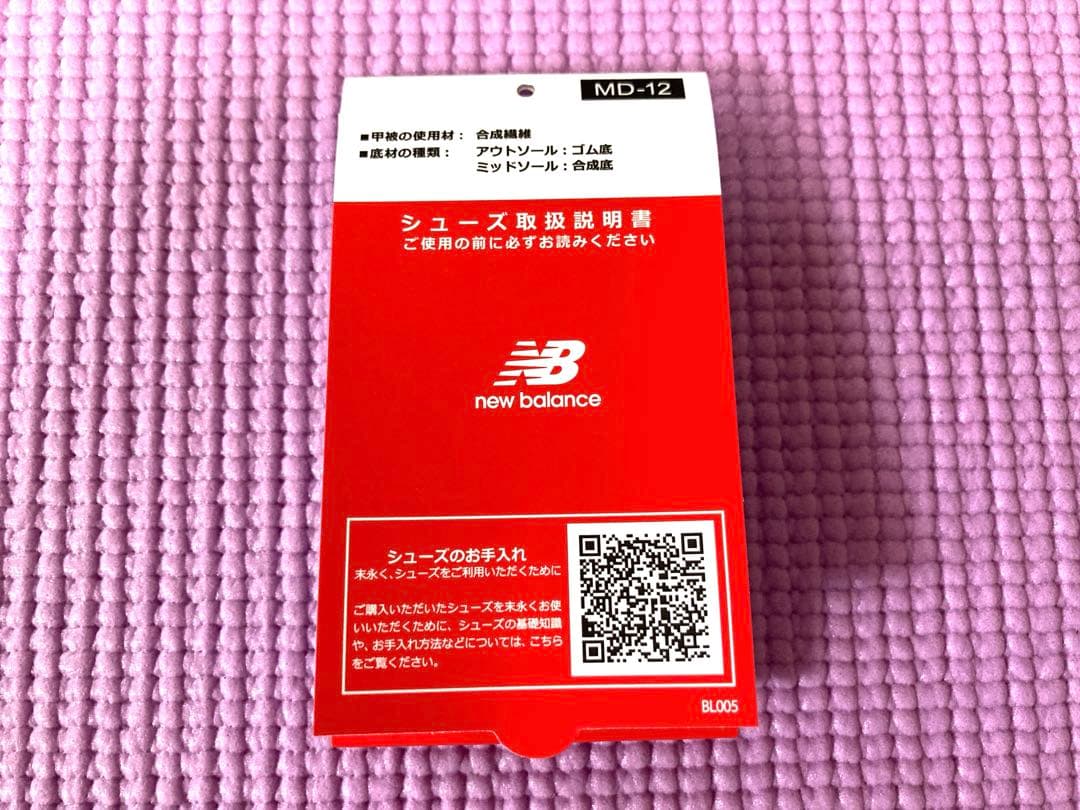 MD-12
■甲被の使用材： 合成繊維
■底材の種類： アウトソール：ゴム底
ミッドソール：合成底
シューズ取扱説明書
ご使用の前に必ずお読みください
NB
new balance
シューズのお手入れ
末永く、シューズをご利用いただくために
ご購入いただいたシューズを末永くお使
いいただくために、シューズの基礎知識
や、お手入れ方法などについては、こちら
をご覧ください。
BL005